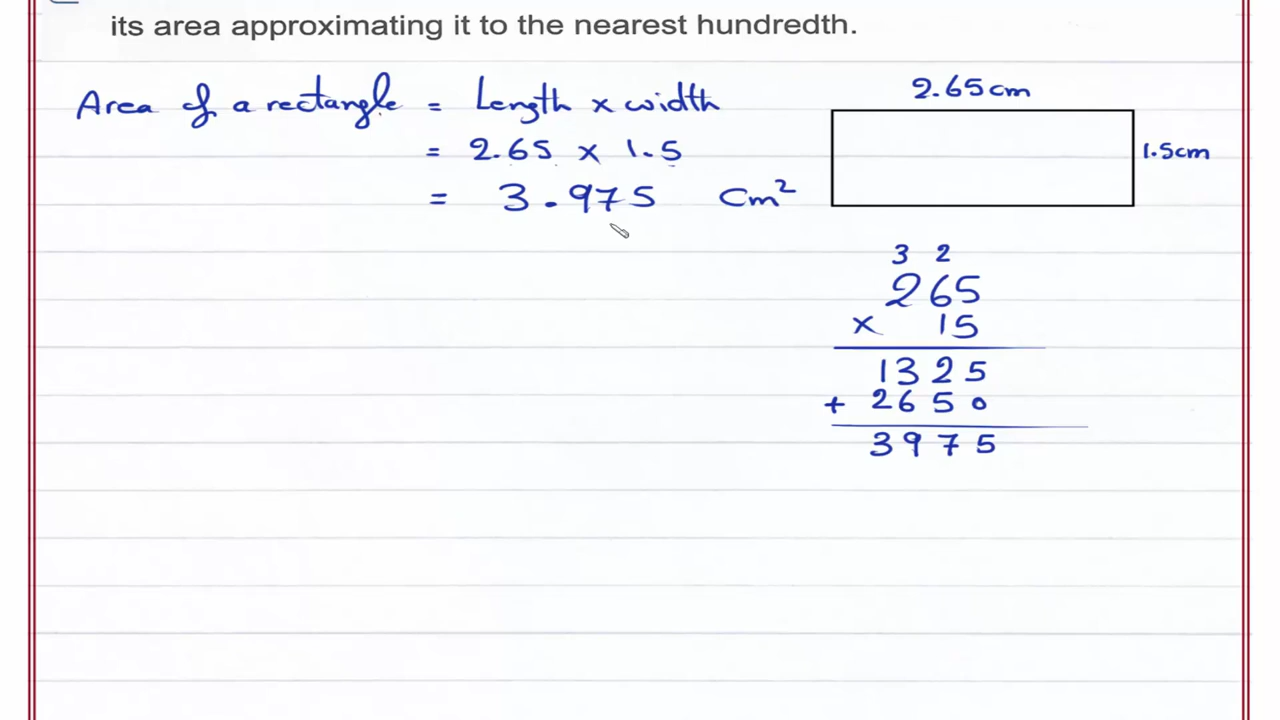 its area approximating it to the nearest hundredth.
Area of a rectangle = Length x width
= 2.65 x 1.5
= 3.975 cm²
2.65cm
1.5cm
3 2
265
x 15
1325
+ 2650
3975